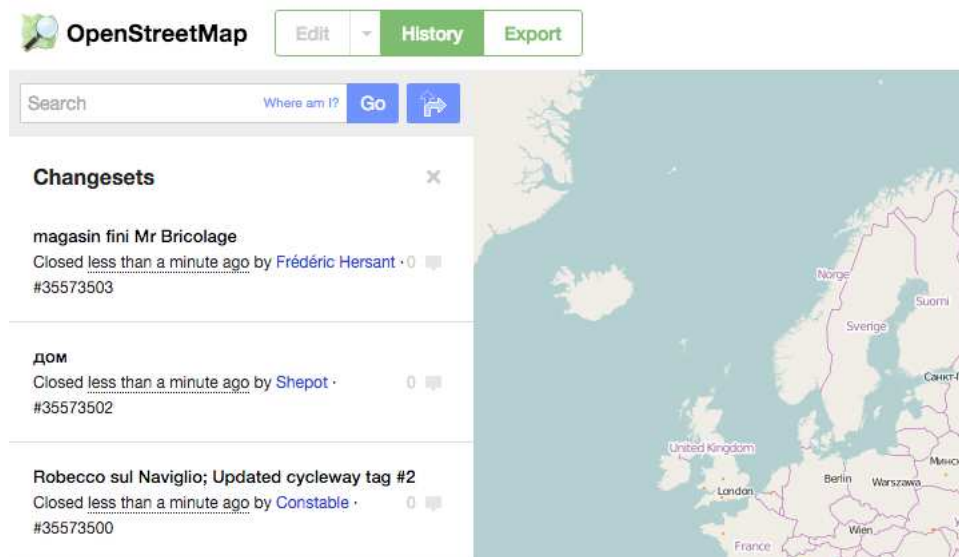 OpenStreetMap
Edit
History
Export
Search
Where am I?
Go
Changesets
magasin fini Mr Bricolage
Closed less than a minute ago by Frédéric Hersant · 0
#35573503
дом
Closed less than a minute ago by Shepot · 0
#35573502
Robecco sul Naviglio; Updated cycleway tag #2
Closed less than a minute ago by Constable · 0
#35573500
Norge
Suomi
Sverige
United Kingdom
London
Berlin
Warszawa
Wien
France